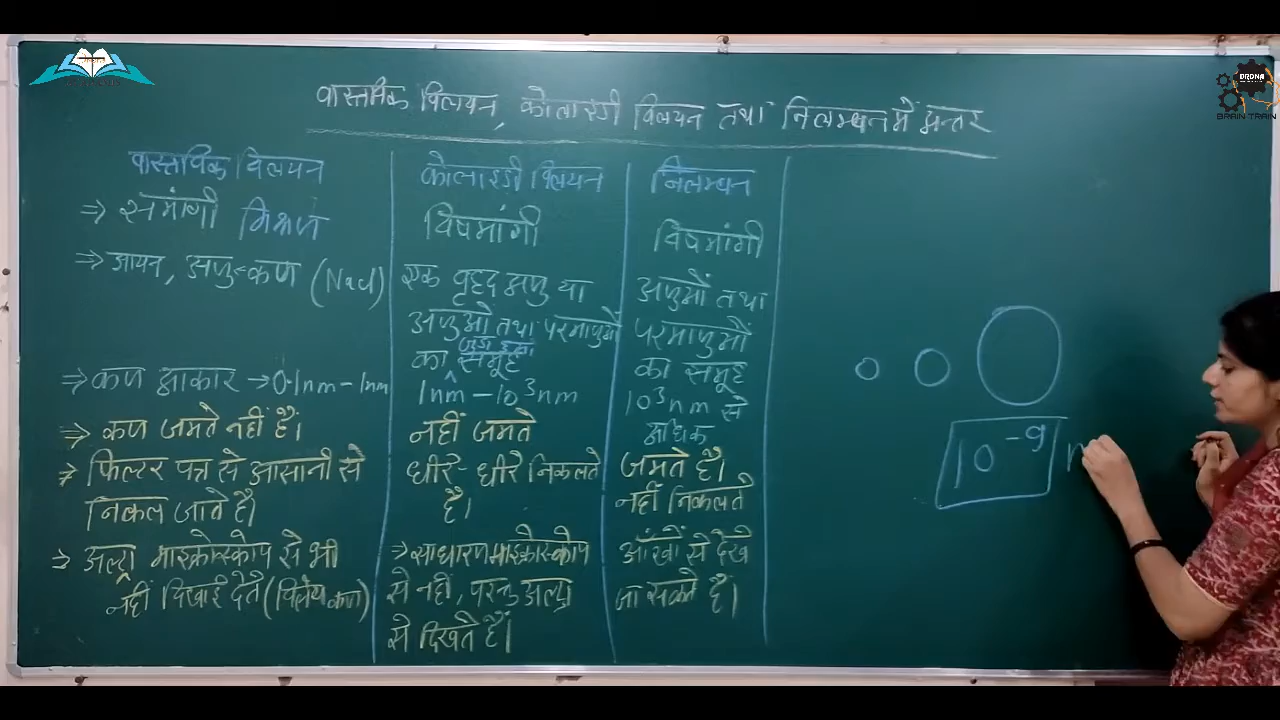 वास्तविक विलयन, कोलाइडी विलयन तथा निलम्बन में अन्तर
वास्तविक विलयन
⇒ समांगी मिश्रण
⇒ आयन, अणु-कण (NaCl)
⇒ कण आकार → 0.1nm – 1nm
⇒ कण जमते नहीं हैं।
⇒ फिल्टर पत्र से आसानी से
निकल जाते हैं।
⇒ अल्ट्रा माइक्रोस्कोप से भी
नहीं दिखाई देते (विलेय कण)
कोलाइडी विलयन
विषमांगी
एक वृहद अणु या
अणुओं तथा परमाणुओं
का समूह
1nm – 10³nm
नहीं जमते
धीरे-धीरे निकलते
हैं।
→ साधारण माइक्रोस्कोप
से नहीं, परन्तु अल्ट्रा
से दिखते हैं।
निलम्बन
विषमांगी
अणुओं तथा
परमाणुओं
का समूह
10³nm से
अधिक
जमते हैं।
नहीं निकलते
आँखों से देखे
जा सकते हैं।
10⁻⁹
DRONA
BRAIN TRAIN